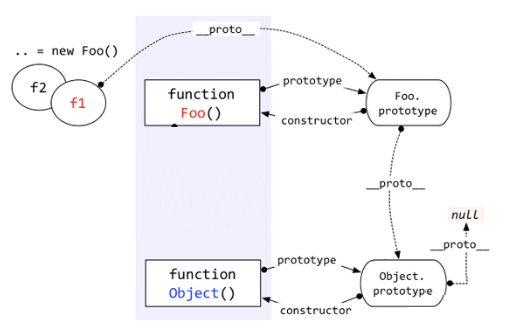 __proto__
.. = new Foo()
f2
f1
function
Foo()
prototype
constructor
Foo.
prototype
__proto__
null
__proto__
function
Object()
prototype
constructor
Object.
prototype